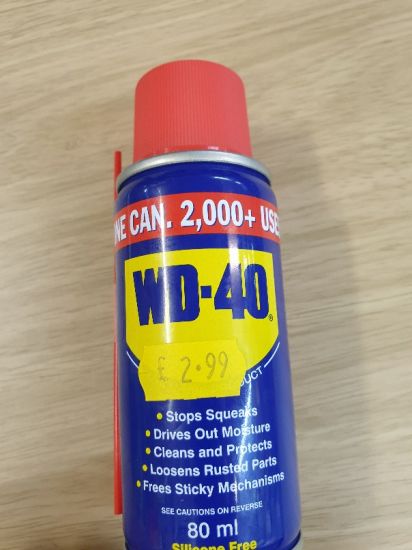 NE CAN. 2,000+ USE
WD-40®
£2.99
DUCT
• Stops Squeaks
• Drives Out Moisture
• Cleans and Protects
• Loosens Rusted Parts
• Frees Sticky Mechanisms
SEE CAUTIONS ON REVERSE
80 ml
Silicone Free